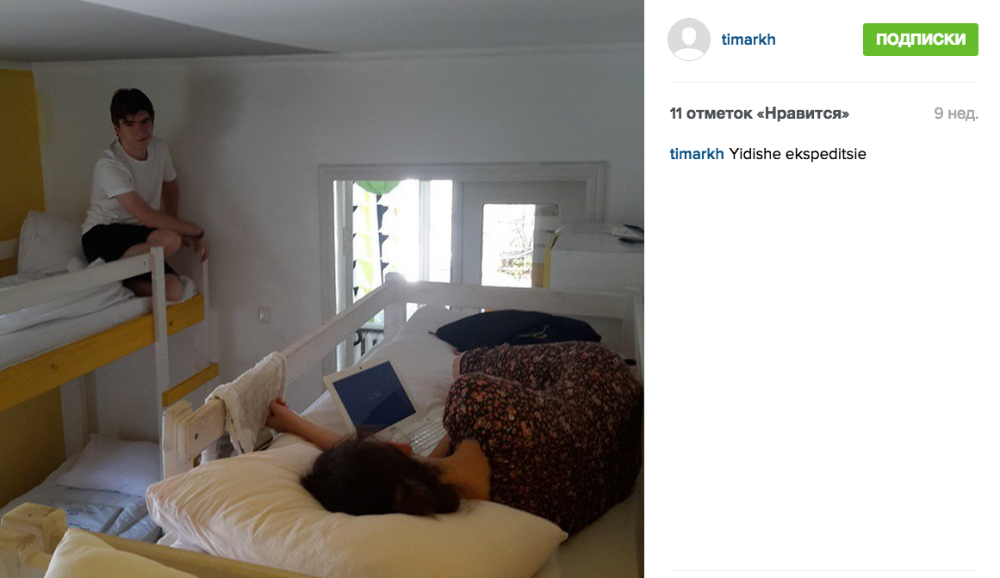 timarkh
ПОДПИСКИ
11 отметок «Нравится» 9 нед.
timarkh Yidishe ekspeditsie